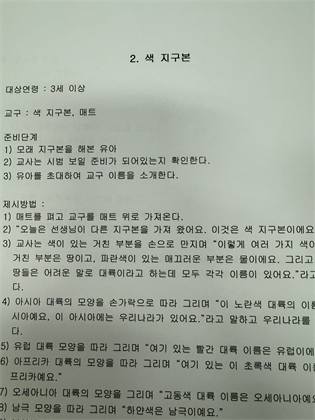 2. 색 지구본
대상연령 : 3세 이상
교구 : 색 지구본, 매트
준비단계
1) 모래 지구본을 해본 유아
2) 교사는 시범 보일 준비가 되어있는지 확인한다.
3) 유아를 초대하여 교구 이름을 소개한다.
제시방법 :
1) 매트를 펴고 교구를 매트 위로 가져온다.
2) "오늘은 선생님이 다른 지구본을 가져 왔어요. 이것은 색 지구본이에요
3) 교사는 색이 있는 거친 부분을 손으로 만지며 "이렇게 여러 가지 색이
거친 부분은 땅이고, 파란색이 있는 매끄러운 부분은 물이에요. 그리고
땅들은 어려운 말로 대륙이라고 하는데 모두 각각 이름이 있어요."라고
다.
4) 아시아 대륙의 모양을 손가락으로 따라 그리며 "이 노란색 대륙의 이름
시아예요, 이 아시아에는 우리나라가 있어요."라고 말하고 우리나라를
다.
5) 유럽 대륙 모양을 따라 그리며 "여기 있는 빨간 대륙 이름은 유럽이에
6) 아프리카 대륙의 모양을 따라 그리며 "여기 있는 이 초록색 대륙 이름
프리카예요."
7) 오세아니아 대륙의 모양을 그리며 "고동색 대륙 이름은 오세아니아예요
8) 남극 모양을 따라 그리며 "하얀색은 남극이예요."